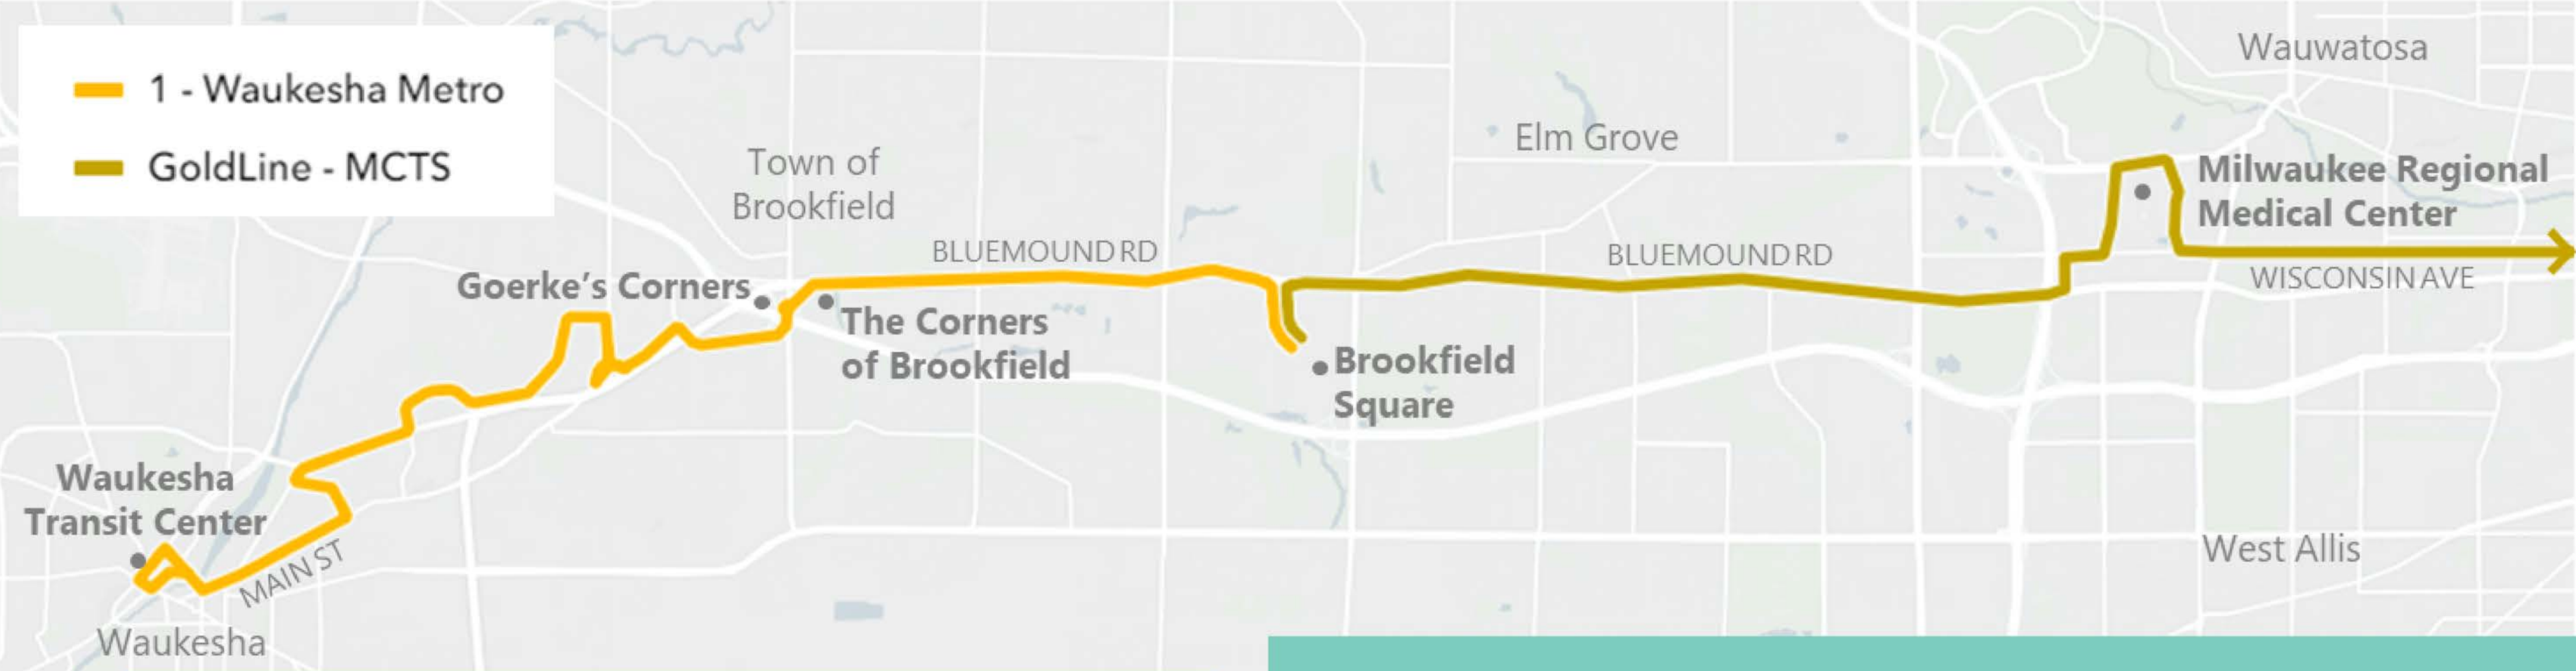 1 - Waukesha Metro
GoldLine - MCTS
Wauwatosa
Elm Grove
Town of
Brookfield
Milwaukee Regional
Medical Center
BLUEMOUND RD
BLUEMOUND RD
WISCONSIN AVE
Goerke's Corners
The Corners
of Brookfield
Brookfield
Square
Waukesha
Transit Center
MAIN ST
West Allis
Waukesha